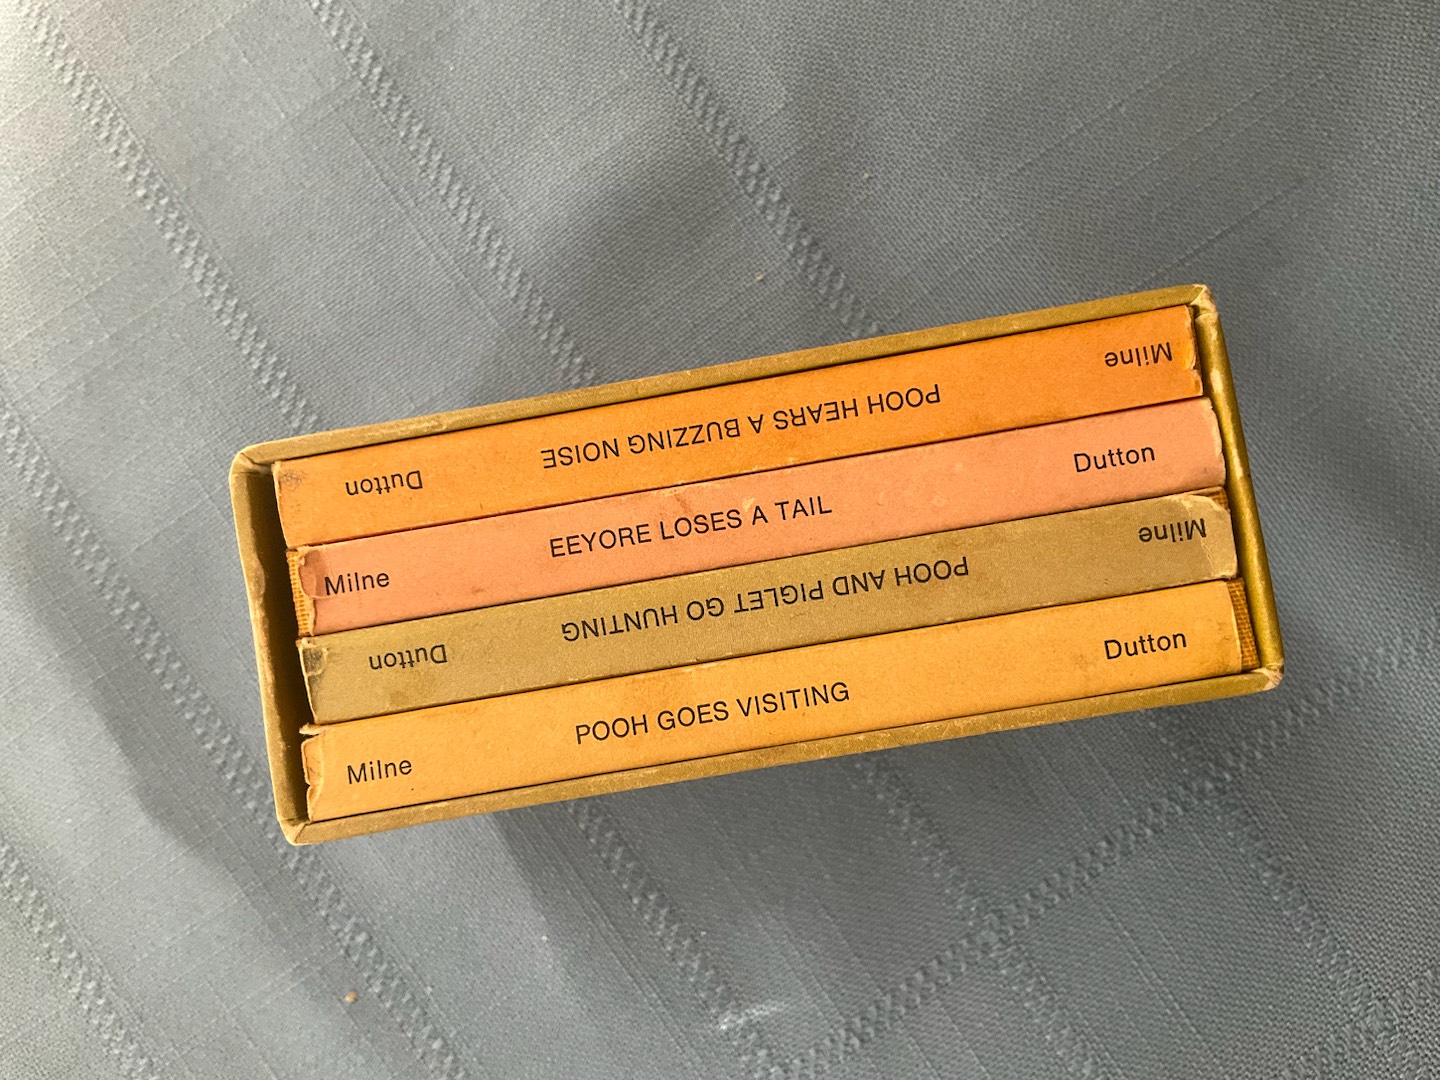 Milne POOH HEARS A BUZZING NOISE Dutton
Milne EEYORE LOSES A TAIL Dutton
Milne POOH AND PIGLET GO HUNTING Dutton
Milne POOH GOES VISITING Dutton